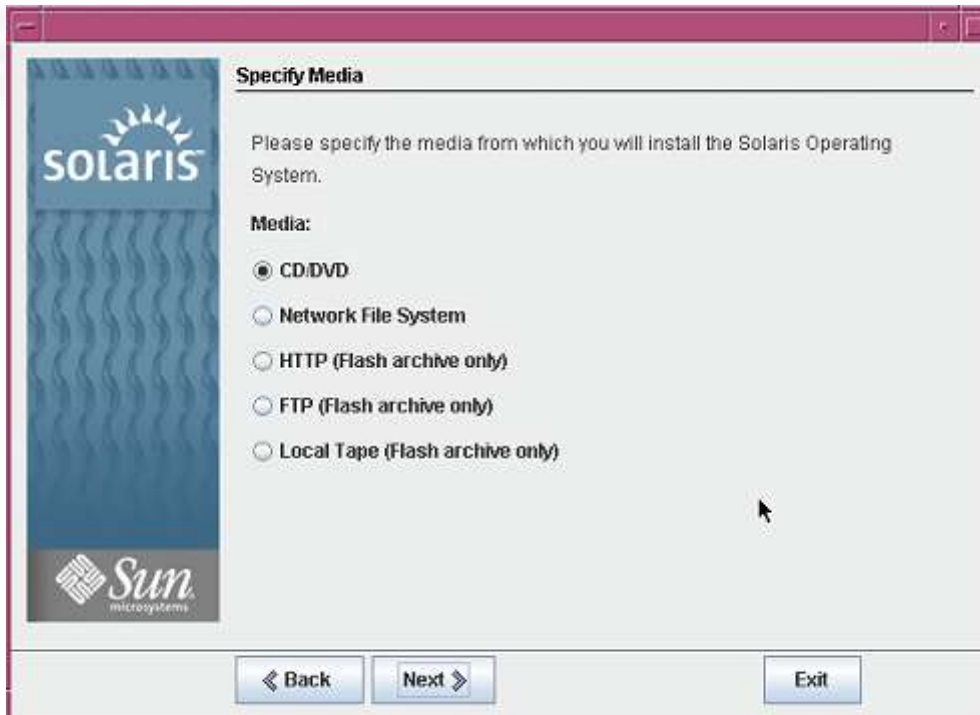 Specify Media
solaris
Please specify the media from which you will install the Solaris Operating
System.
Media:
CD/DVD
Network File System
HTTP (Flash archive only)
FTP (Flash archive only)
Local Tape (Flash archive only)
Sun
microsystems
Back
Next
Exit